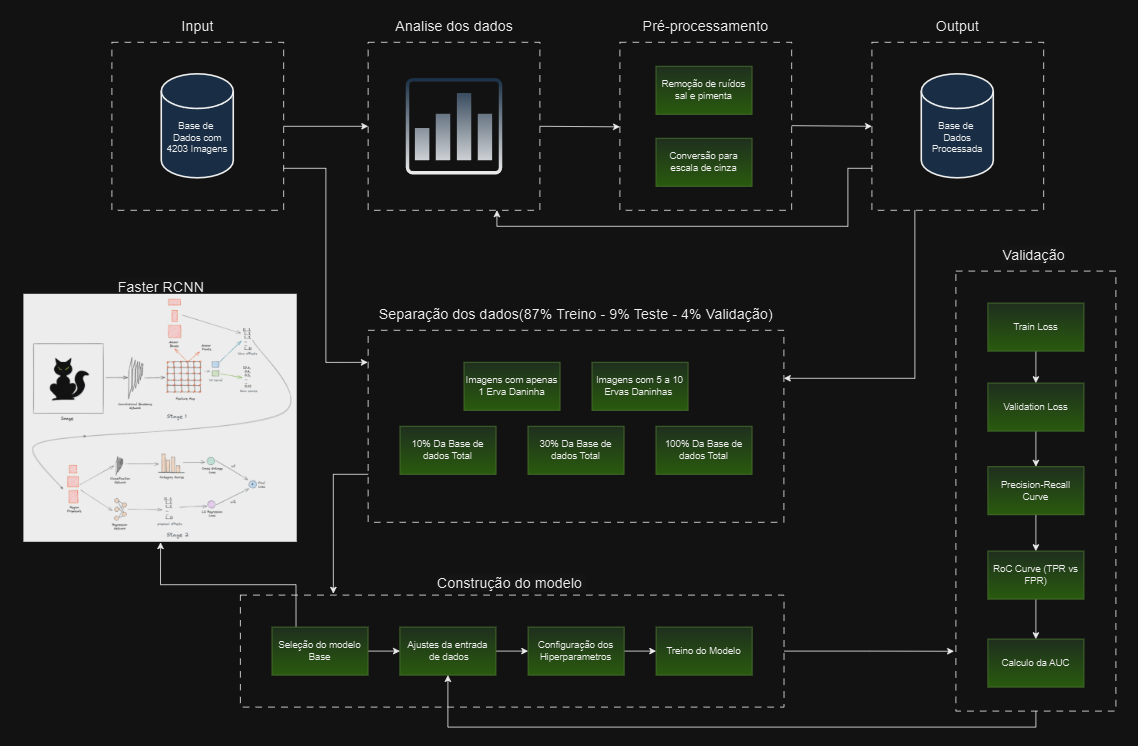 Input
Analise dos dados
Pré-processamento
Output
Base de
Dados com
4203 Imagens
Remoção de ruídos
sal e pimenta
Conversão para
escala de cinza
Base de
Dados
Processada
Validação
Faster RCNN
Separação dos dados(87% Treino - 9% Teste - 4% Validação)
Imagens com apenas
1 Erva Daninha
Imagens com 5 a 10
Ervas Daninhas
10% Da Base de
dados Total
30% Da Base de
dados Total
100% Da Base de
dados Total
Image
Feature Map
Stage 1
Stage 2
Construção do modelo
Seleção do modelo
Base
Ajustes da entrada
de dados
Configuração dos
Hiperparametros
Treino do Modelo
Train Loss
Validation Loss
Precision-Recall
Curve
RoC Curve (TPR vs
FPR)
Calculo da AUC